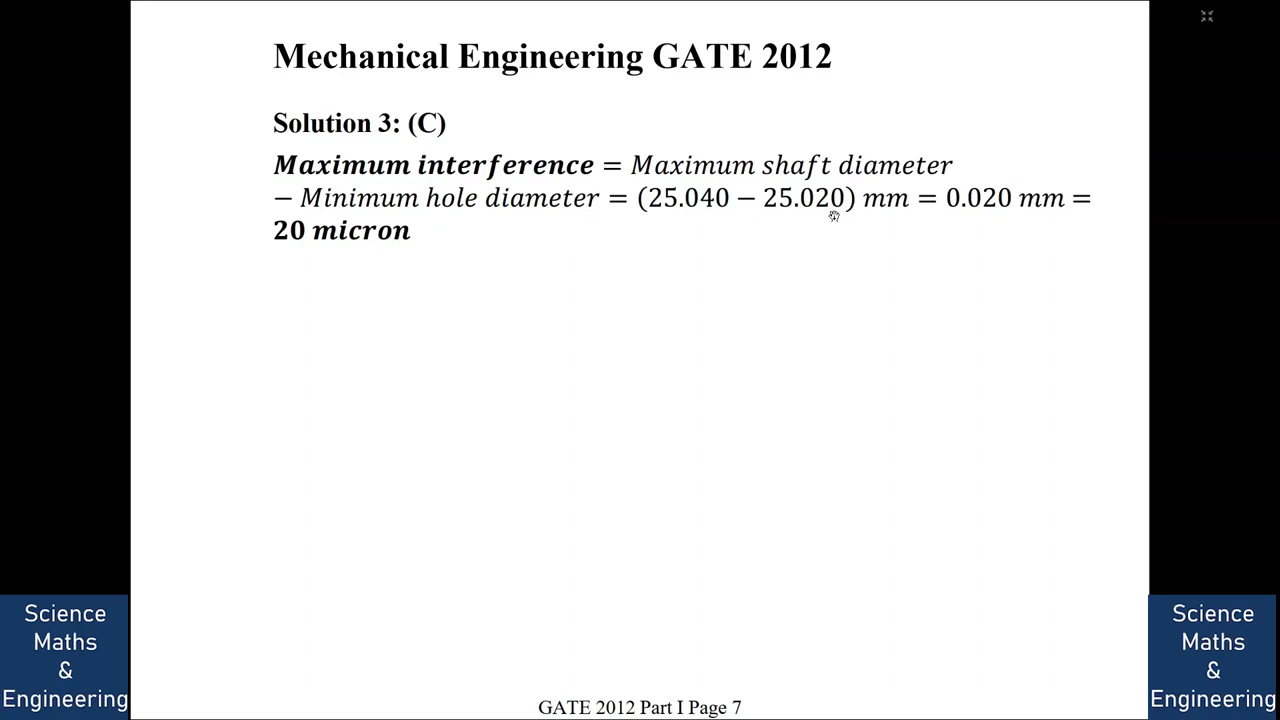 Mechanical Engineering GATE 2012
Solution 3: (C)
Maximum interference = Maximum shaft diameter
− Minimum hole diameter = (25.040 − 25.020) mm = 0.020 mm =
20 micron
Science
Maths
&
Engineering
Science
Maths
&
Engineering
GATE 2012 Part I Page 7